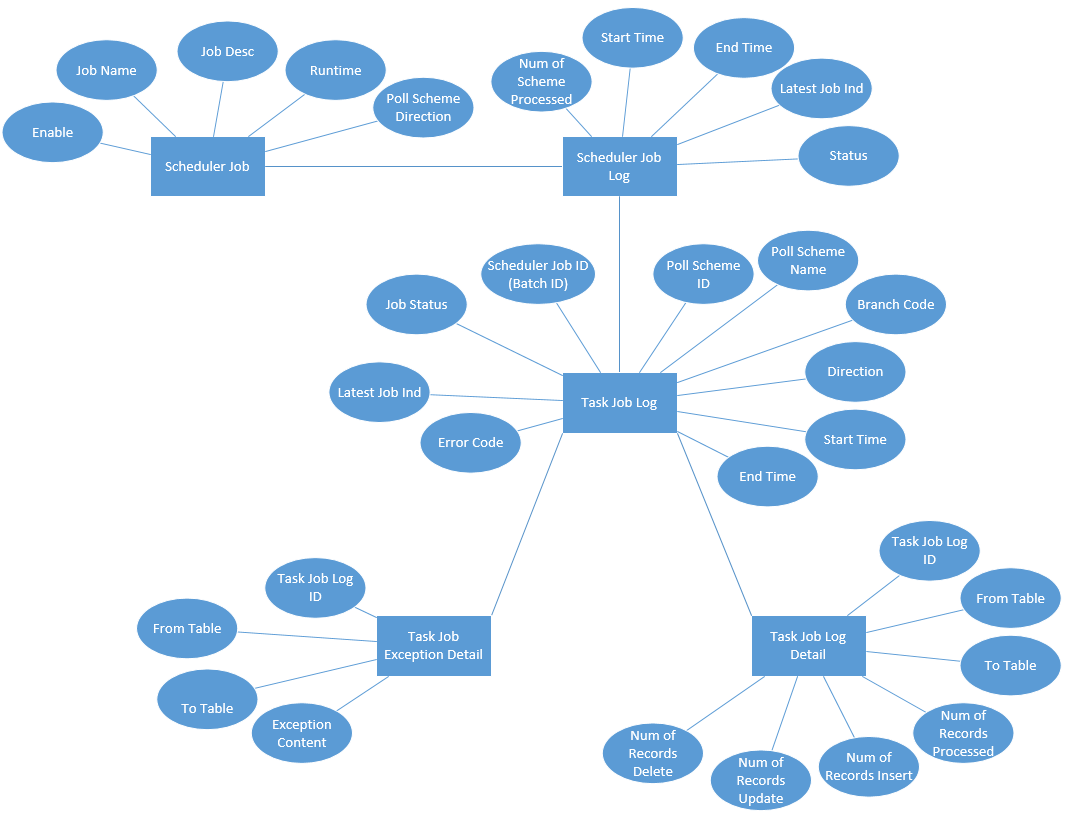 Job Desc
Job Name
Runtime
Poll Scheme
Direction
Enable
Scheduler Job
Start Time
End Time
Num of
Scheme
Processed
Latest Job Ind
Status
Scheduler Job
Log
Scheduler Job ID
(Batch ID)
Poll Scheme
ID
Poll Scheme
Name
Job Status
Branch Code
Latest Job Ind
Direction
Task Job Log
Error Code
Start Time
End Time
Task Job Log
ID
From Table
Task Job
Exception Detail
To Table
Exception
Content
Task Job Log
ID
From Table
Task Job Log
Detail
To Table
Num of
Records
Delete
Num of
Records
Update
Num of
Records Insert
Num of
Records
Processed